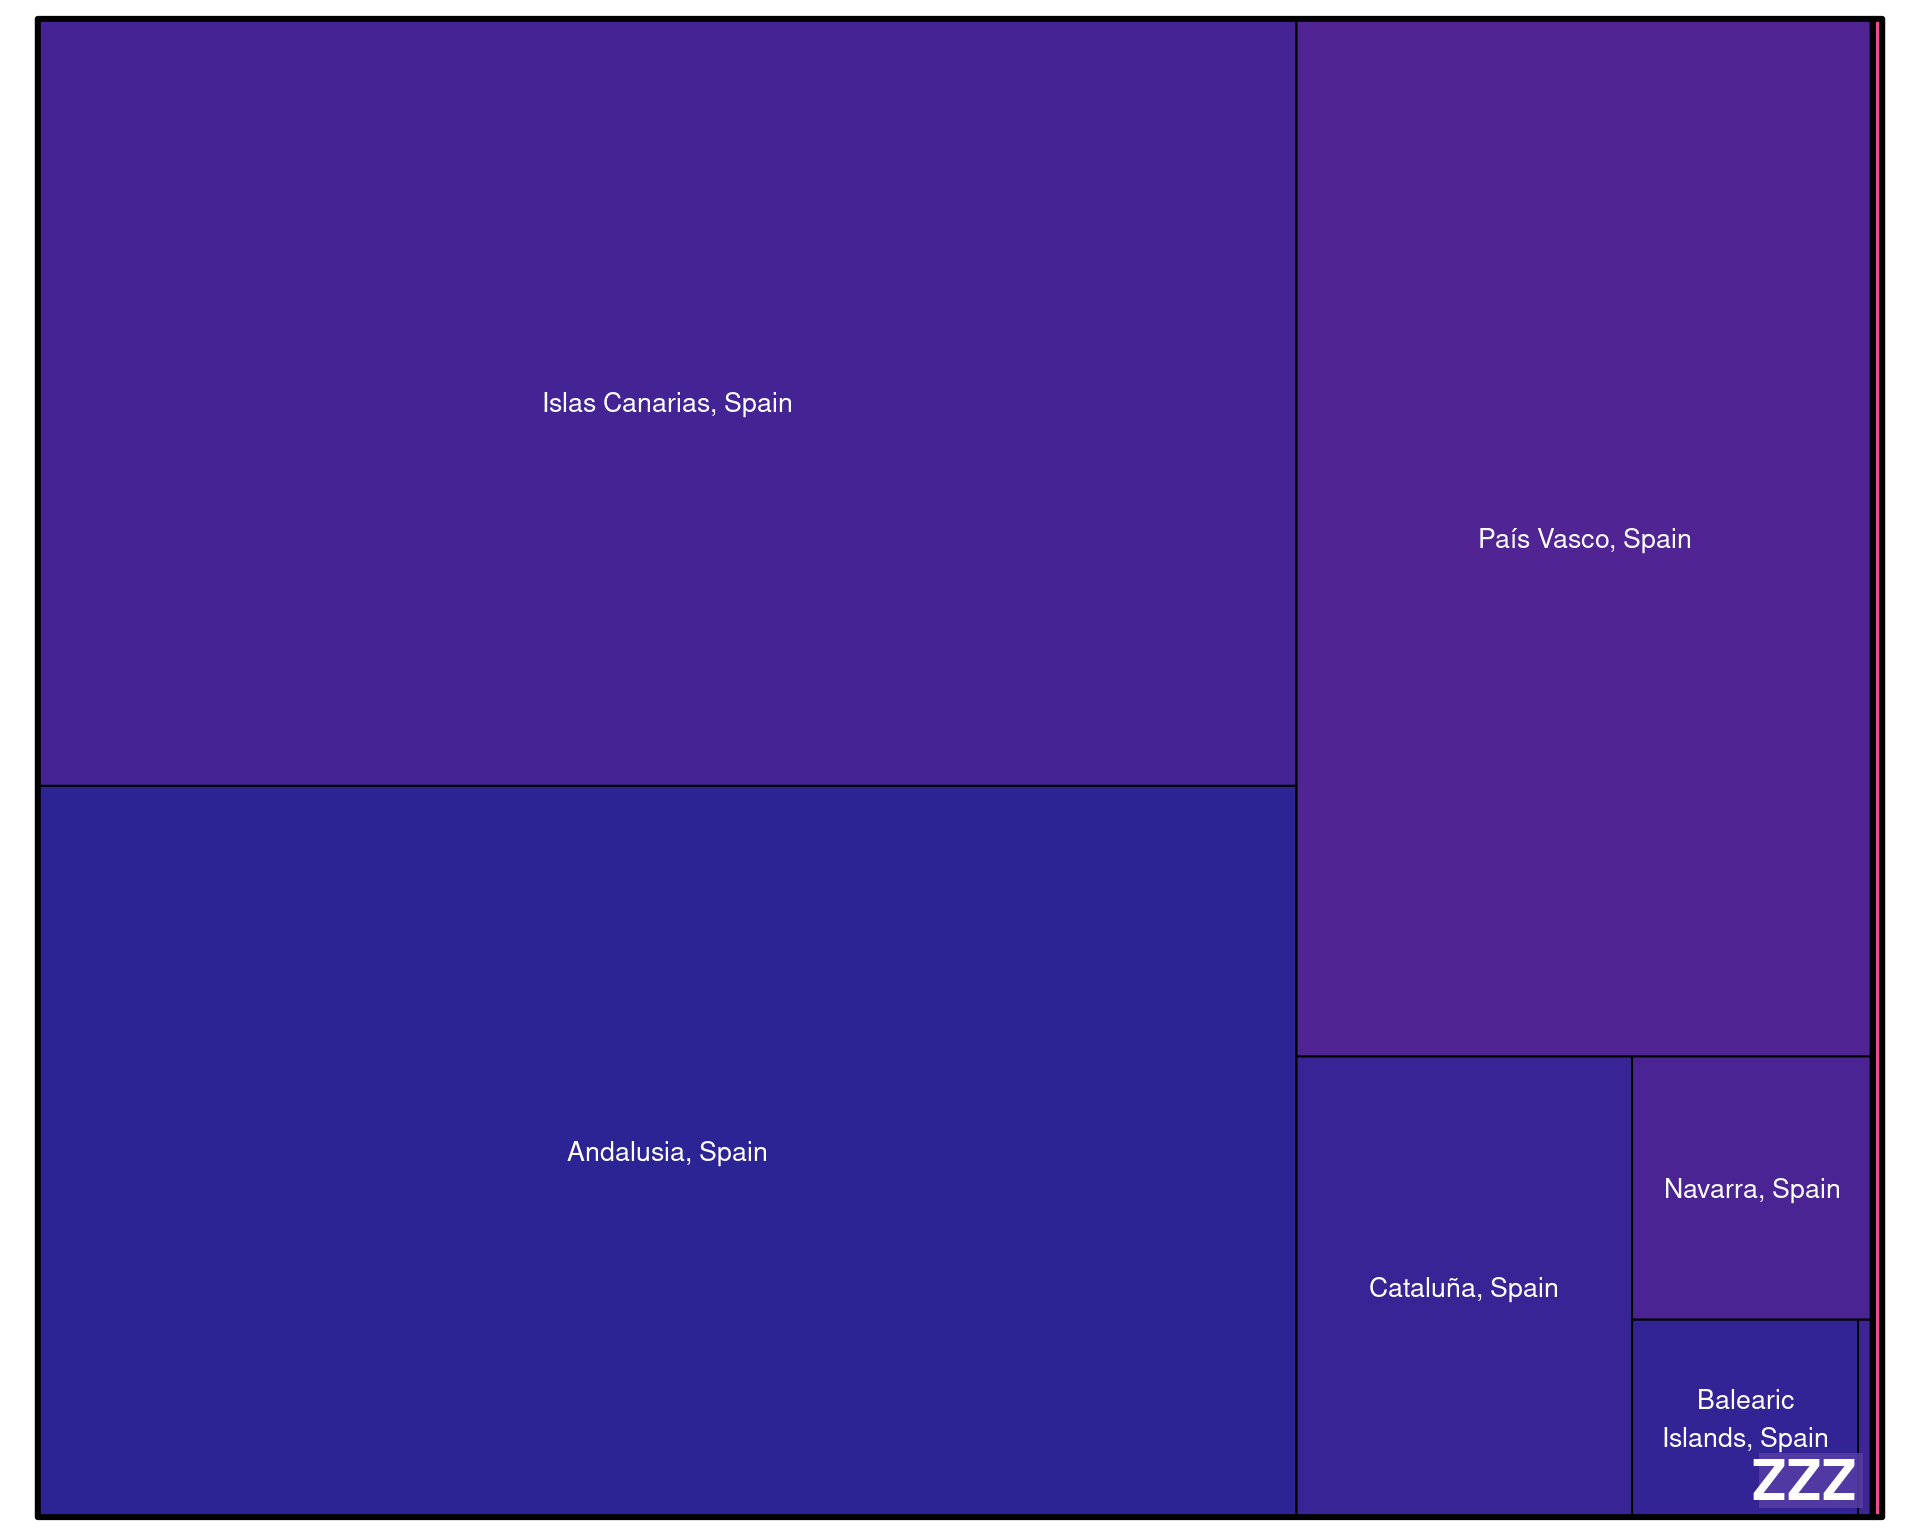 Islas Canarias, Spain
País Vasco, Spain
Andalusia, Spain
Navarra, Spain
Cataluña, Spain
Balearic
Islands, Spain
ZZZ